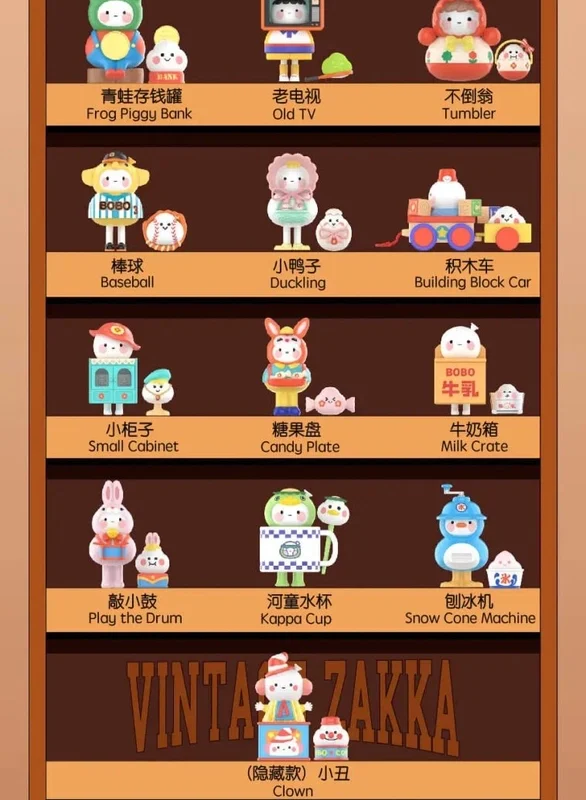 BANK
青蛙存钱罐
Frog Piggy Bank
老电视
Old TV
不倒翁
Tumbler
BOBO
棒球
Baseball
小鸭子
Duckling
积木车
Building Block Car
小柜子
Small Cabinet
糖果盘
Candy Plate
BOBO
牛乳
牛奶箱
Milk Crate
敲小鼓
Play the Drum
河童水杯
Kappa Cup
氷
刨冰机
Snow Cone Machine
VINTAGE ZAKKA
(隐藏款) 小丑
Clown